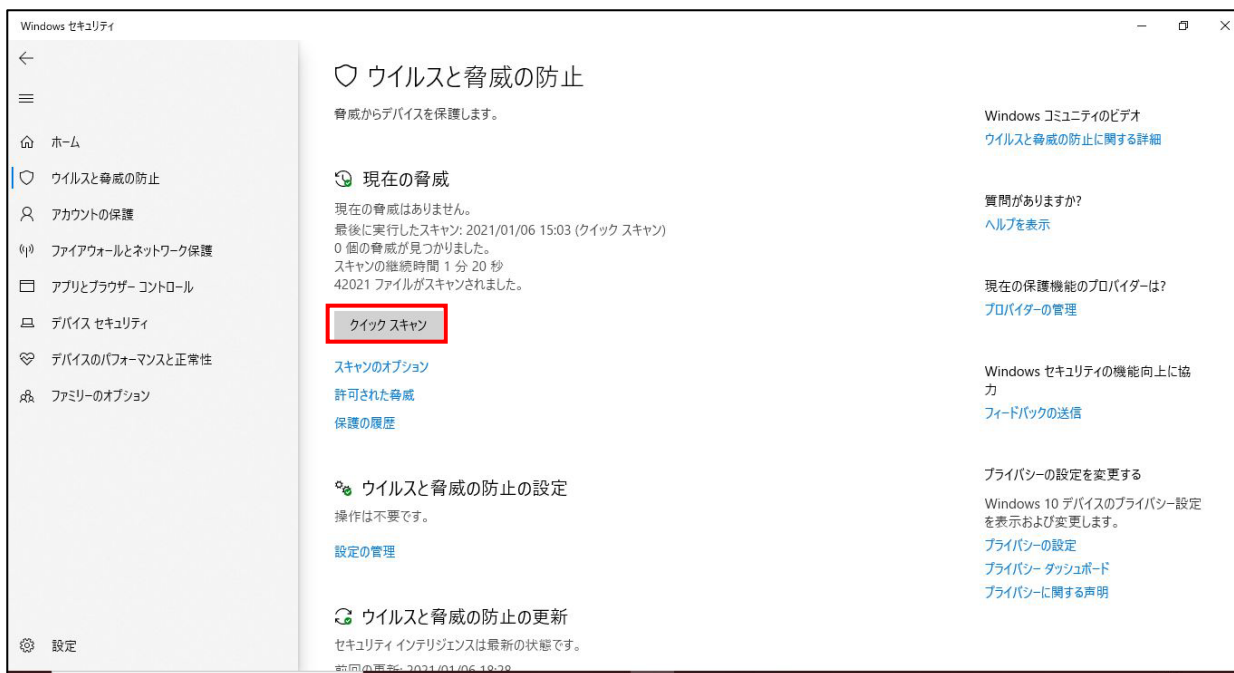 Windows セキュリティ
ホーム
ウイルスと脅威の防止
アカウントの保護
ファイアウォールとネットワーク保護
アプリとブラウザー コントロール
デバイス セキュリティ
デバイスのパフォーマンスと正常性
ファミリーのオプション
設定
ウイルスと脅威の防止
脅威からデバイスを保護します。
現在の脅威
現在の脅威はありません。
最後に実行したスキャン: 2021/01/06 15:03 (クイック スキャン)
0 個の脅威が見つかりました。
スキャンの継続時間 1 分 20 秒
42021 ファイルがスキャンされました。
クイック スキャン
スキャンのオプション
許可された脅威
保護の履歴
ウイルスと脅威の防止の設定
操作は不要です。
設定の管理
ウイルスと脅威の防止の更新
セキュリティ インテリジェンスは最新の状態です。
前回の更新: 2021/01/06 18:28
Windows コミュニティのビデオ
ウイルスと脅威の防止に関する詳細
質問がありますか?
ヘルプを表示
現在の保護機能のプロバイダーは?
プロバイダーの管理
Windows セキュリティの機能向上に協
力
フィードバックの送信
プライバシーの設定を変更する
Windows 10 デバイスのプライバシー設定
を表示および変更します。
プライバシーの設定
プライバシー ダッシュボード
プライバシーに関する声明